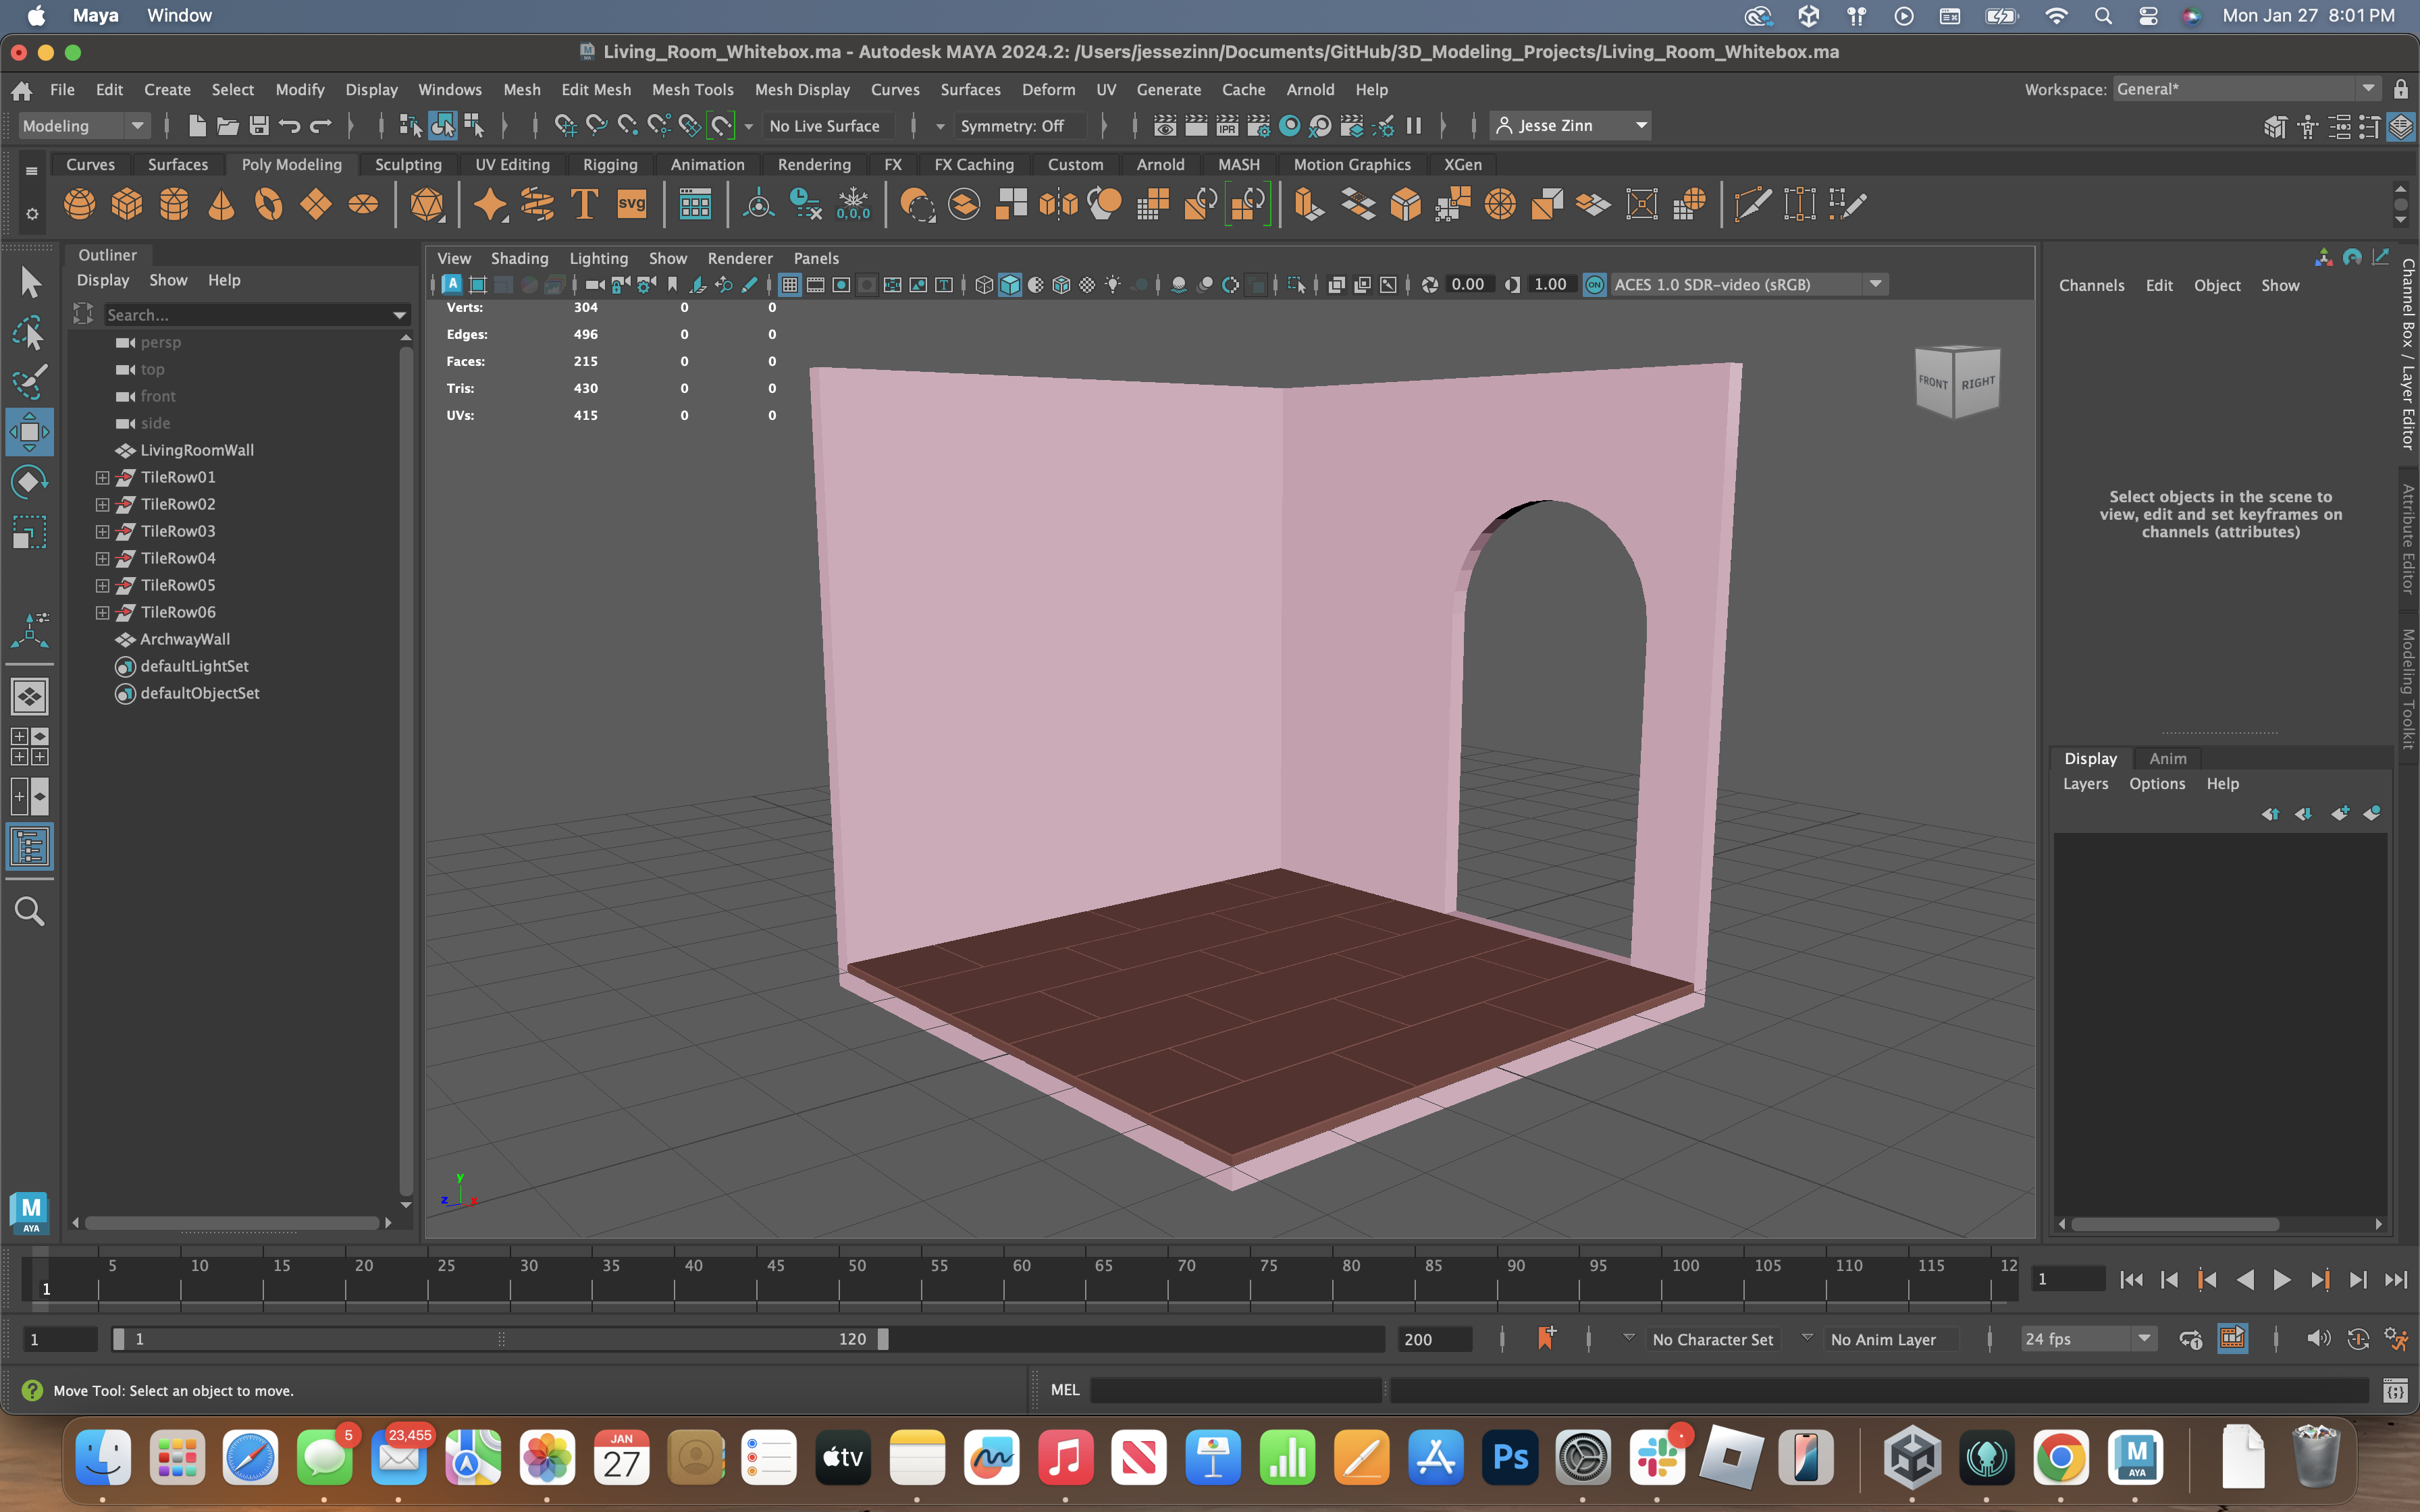 Maya Window Mon Jan 27 8:01 PM
Living_Room_Whitebox.ma - Autodesk MAYA 2024.2: /Users/jessezinn/Documents/GitHub/3D_Modeling_Projects/Living_Room_Whitebox.ma
File Edit Create Select Modify Display Windows Mesh Edit Mesh Mesh Tools Mesh Display Curves Surfaces Deform UV Generate Cache Arnold Help Workspace: General*
Modeling No Live Surface Symmetry: Off IPR Jesse Zinn
Curves Surfaces Poly Modeling Sculpting UV Editing Rigging Animation Rendering FX FX Caching Custom Arnold MASH Motion Graphics XGen
T svg 0,0,0
Outliner
Display Show Help
Search...
persp
top
front
side
LivingRoomWall
TileRow01
TileRow02
TileRow03
TileRow04
TileRow05
TileRow06
ArchwayWall
defaultLightSet
defaultObjectSet
View Shading Lighting Show Renderer Panels
A T 0.00 1.00 ON ACES 1.0 SDR-video (sRGB)
Verts: 304 0 0
Edges: 496 0 0
Faces: 215 0 0
Tris: 430 0 0
UVs: 415 0 0
FRONT RIGHT
y
z x
Channels Edit Object Show
Select objects in the scene to
view, edit and set keyframes on
channels (attributes)
Channel Box / Layer Editor
Attribute Editor
Modeling Toolkit
Display Anim
Layers Options Help
M
AYA
5 10 15 20 25 30 35 40 45 50 55 60 65 70 75 80 85 90 95 100 105 110 115 12
1 1
1 1 120 200 No Character Set No Anim Layer 24 fps
Move Tool: Select an object to move. MEL
5 23,455 JAN
27 tv Ps M
AYA